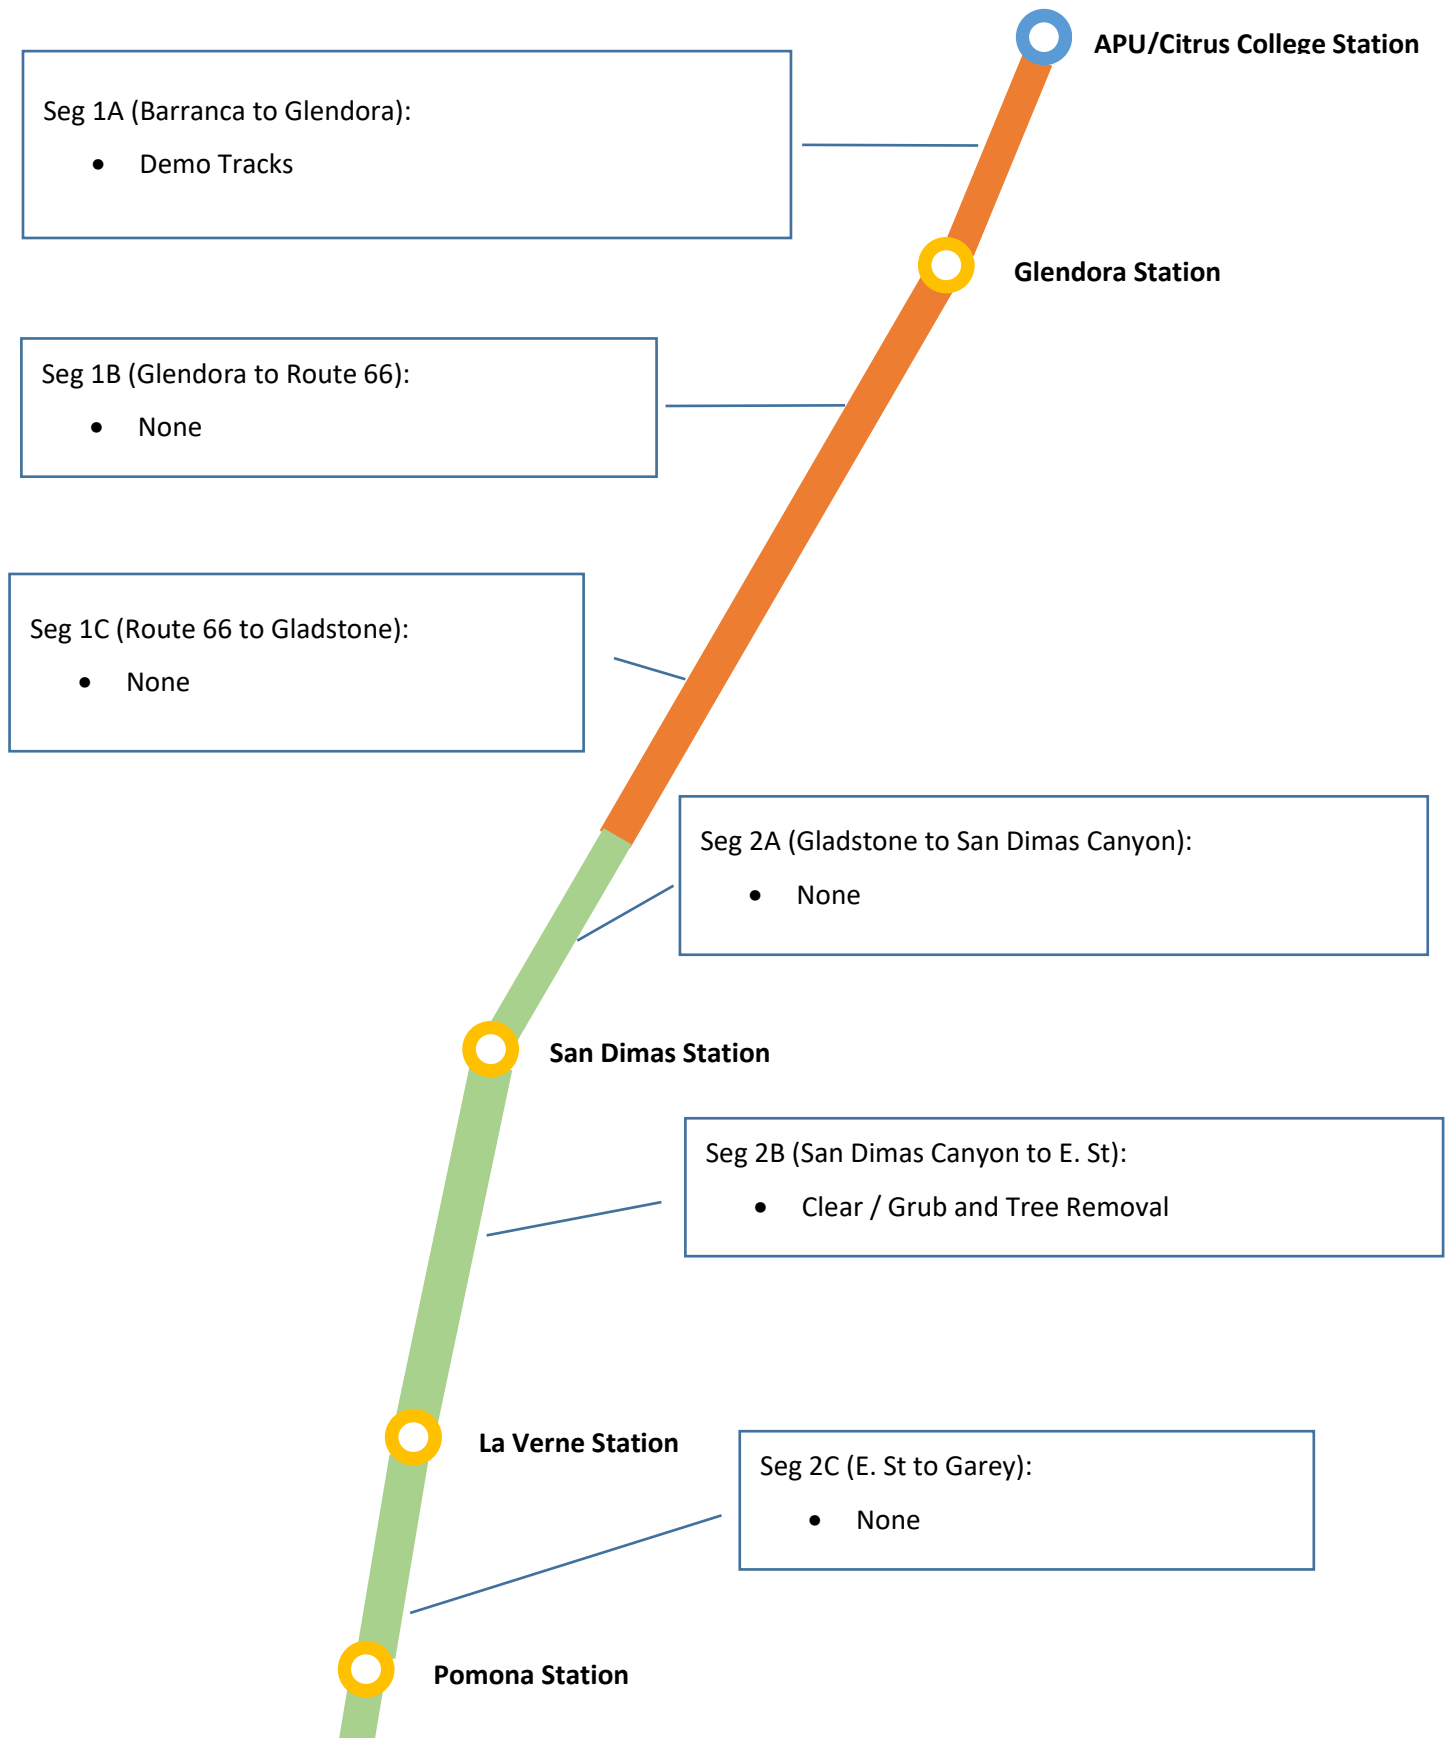 APU/Citrus College Station
Seg 1A (Barranca to Glendora):
• Demo Tracks
Glendora Station
Seg 1B (Glendora to Route 66):
• None
Seg 1C (Route 66 to Gladstone):
• None
Seg 2A (Gladstone to San Dimas Canyon):
• None
San Dimas Station
Seg 2B (San Dimas Canyon to E. St):
• Clear / Grub and Tree Removal
La Verne Station
Seg 2C (E. St to Garey):
• None
Pomona Station